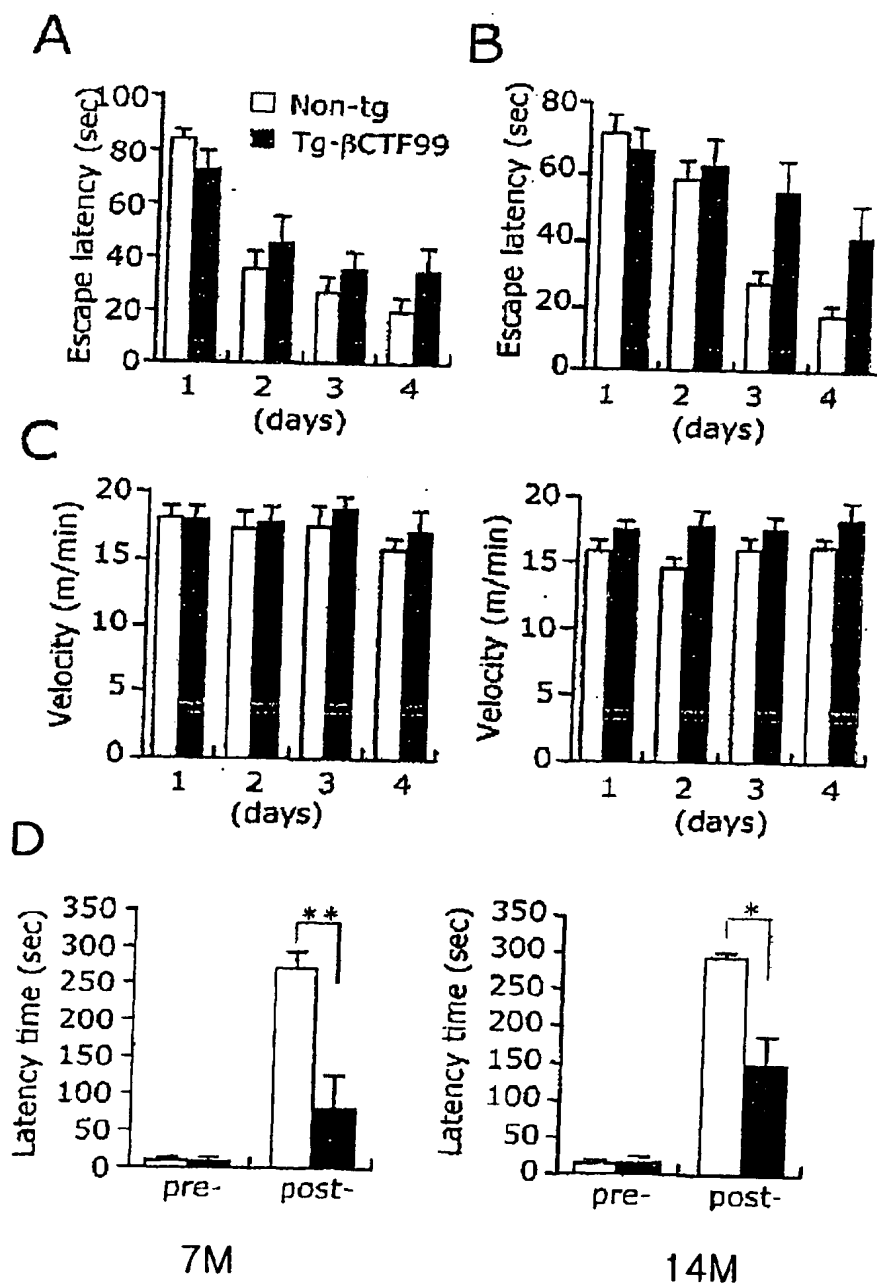 A
Escape latency (sec)
100
80
60
40
20
0
Non-tg
Tg-βCTF99
1 2 3 4
(days)
B
Escape latency (sec)
80
60
40
20
0
1 2 3 4
(days)
C
Velocity (m/min)
20
15
10
5
0
1 2 3 4
(days)
Velocity (m/min)
20
15
10
5
0
1 2 3 4
(days)
D
Latency time (sec)
350
300
250
200
150
100
50
0
**
pre- post-
7M
Latency time (sec)
350
300
250
200
150
100
50
0
*
pre- post-
14M